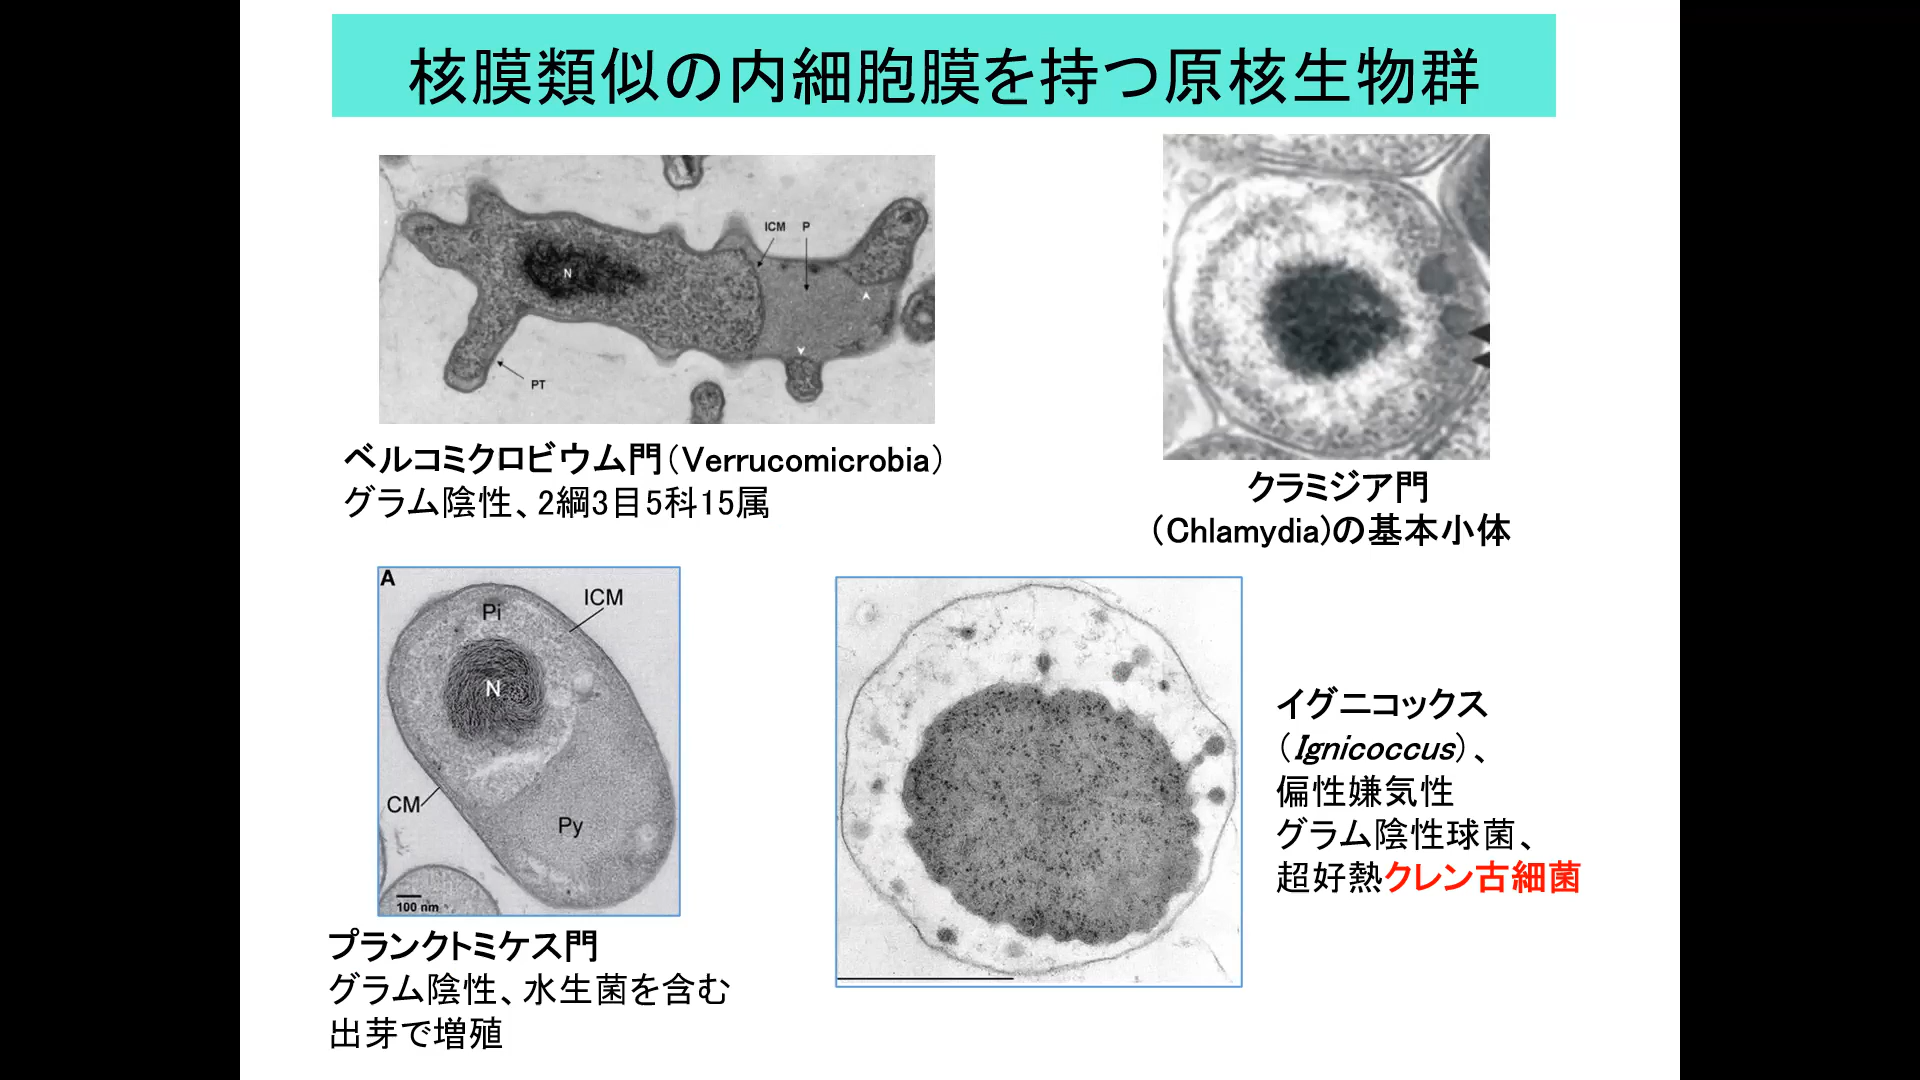 核膜類似の内細胞膜を持つ原核生物群
ICM P
N
PT
ベルコミクロビウム門（Verrucomicrobia）
グラム陰性、2綱3目5科15属
クラミジア門
（Chlamydia)の基本小体
A
Pi
ICM
N
CM
Py
100 nm
プランクトミケス門
グラム陰性、水生菌を含む
出芽で増殖
イグニコックス
（Ignicoccus）、
偏性嫌気性
グラム陰性球菌、
超好熱クレン古細菌